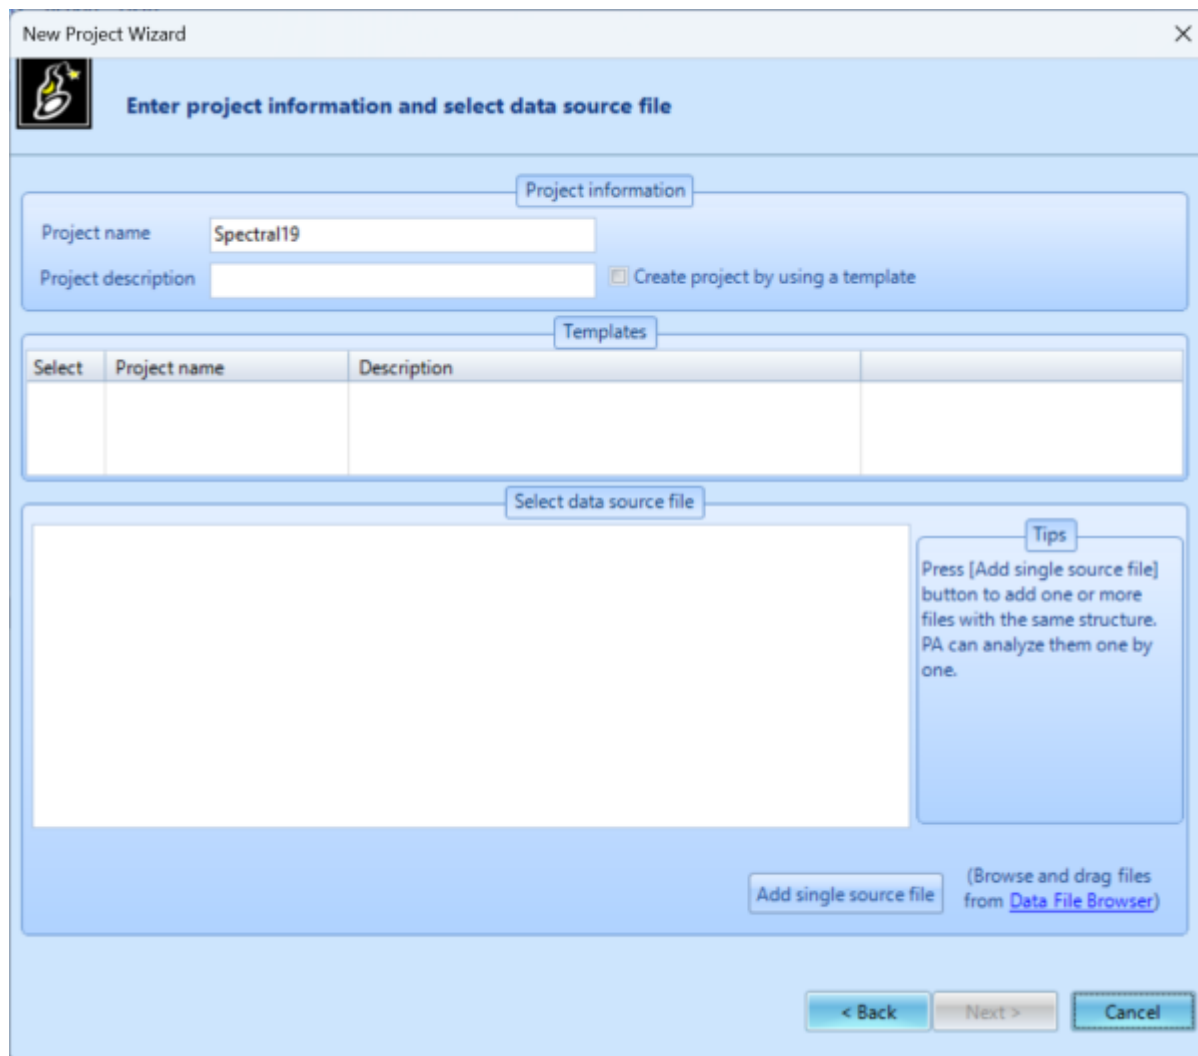 New Project Wizard
Enter project information and select data source file
Project information
Project name
Spectral19
Project description
Create project by using a template
Templates
Select
Project name
Description
Select data source file
Tips
Press [Add single source file]
button to add one or more
files with the same structure.
PA can analyze them one by
one.
Add single source file
(Browse and drag files
from Data File Browser)
< Back
Next >
Cancel